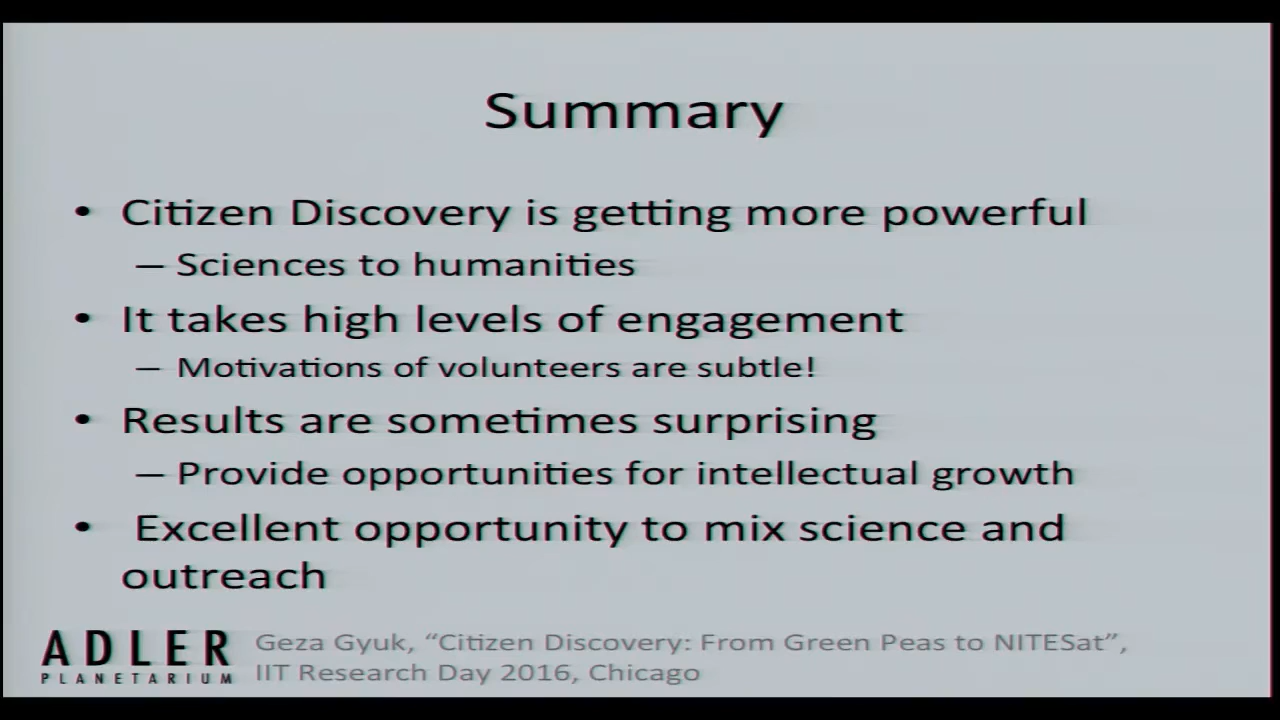 Summary
• Citizen Discovery is getting more powerful
– Sciences to humanities
• It takes high levels of engagement
– Motivations of volunteers are subtle!
• Results are sometimes surprising
– Provide opportunities for intellectual growth
• Excellent opportunity to mix science and
outreach
ADLER
PLANETARIUM
Geza Gyuk, “Citizen Discovery: From Green Peas to NITESat”,
IIT Research Day 2016, Chicago